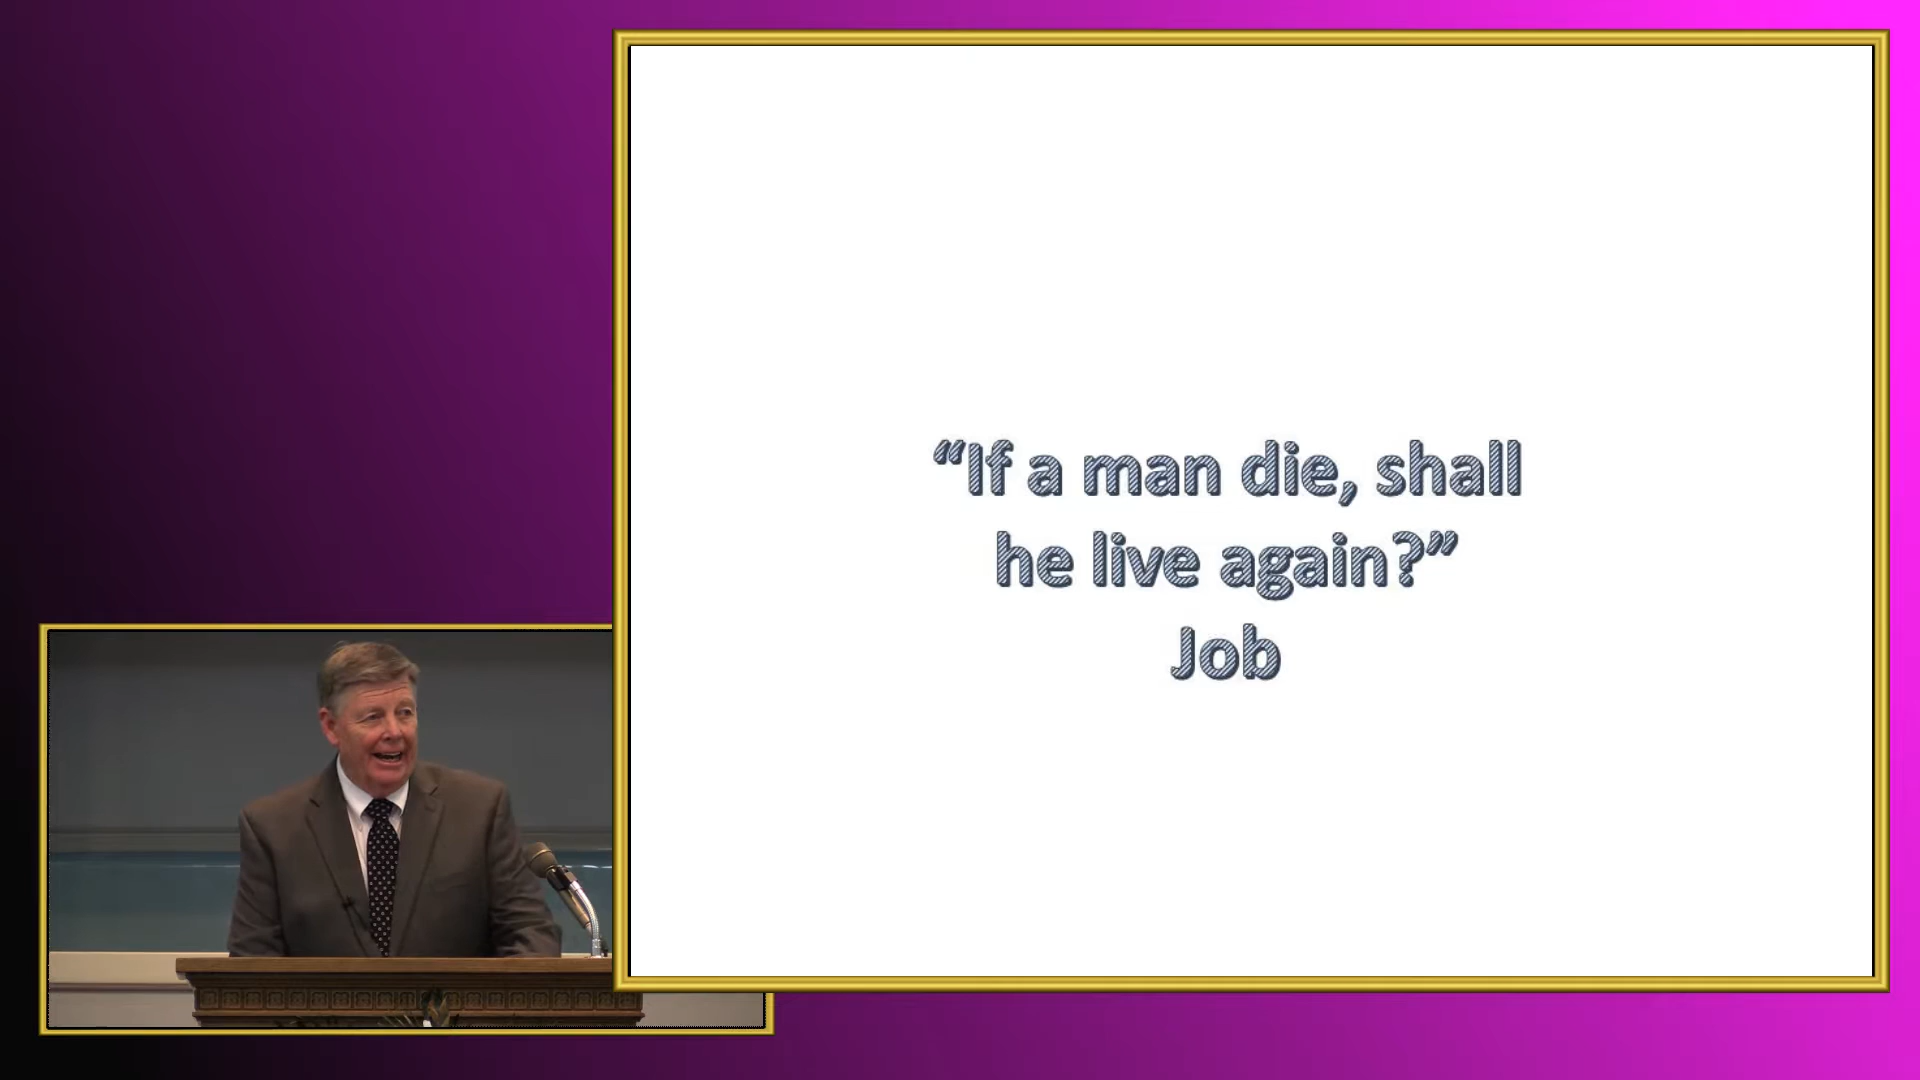 “If a man die, shall
he live again?”
Job